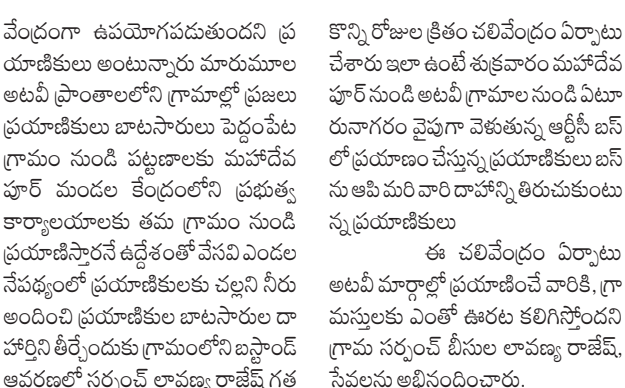 వేంద్రంగా ఉపయోగపడుతుందని ప్ర
యాణికులు అంటున్నారు మారుమూల
అటవీ ప్రాంతాలలోని గ్రామాల్లో ప్రజలు
ప్రయాణికులు బాటసారులు పెద్దంపేట
గ్రామం నుండి పట్టణాలకు మహాదేవ
పూర్ మండల కేంద్రంలోని ప్రభుత్వ
కార్యాలయాలకు తమ గ్రామం నుండి
ప్రయాణిస్తారనే ఉద్దేశంతో వేసవి ఎండల
నేపథ్యంలో ప్రయాణికులకు చల్లని నీరు
అందించి ప్రయాణికుల బాటసారుల దా
హార్తిని తీర్చేందుకు గ్రామంలోని బస్టాండ్
ఆవరణలో సర్పంచ్ లావణ్య రాజేష్ గత
కొన్ని రోజుల క్రితం చలివేంద్రం ఏర్పాటు
చేశారు ఇలా ఉంటే శుక్రవారం మహాదేవ
పూర్ నుండి అటవీ గ్రామాల నుండి ఏటూ
రునాగరం వైపుగా వెళుతున్న ఆర్టీసీ బస్
లో ప్రయాణం చేస్తున్న ప్రయాణికులు బస్
ను ఆపి మరి వారి దాహాన్ని తీరుచుకుంటు
న్న ప్రయాణికులు
ఈ చలివేంద్రం ఏర్పాటు
అటవీ మార్గాల్లో ప్రయాణించే వారికి, గ్రా
మస్తులకు ఎంతో ఊరట కలిగిస్తోందని
గ్రామ సర్పంచ్ బీసుల లావణ్య రాజేష్,
సేవలను అభినందించారు.